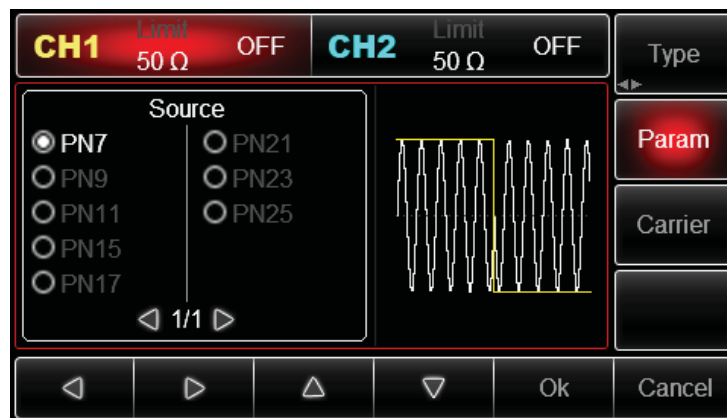 CH1 Limit 50 Ω OFF CH2 Limit 50 Ω OFF
Type
Source
PN7 PN21
PN9 PN23
PN11 PN25
PN15
PN17
1/1
Param
Carrier
Ok Cancel